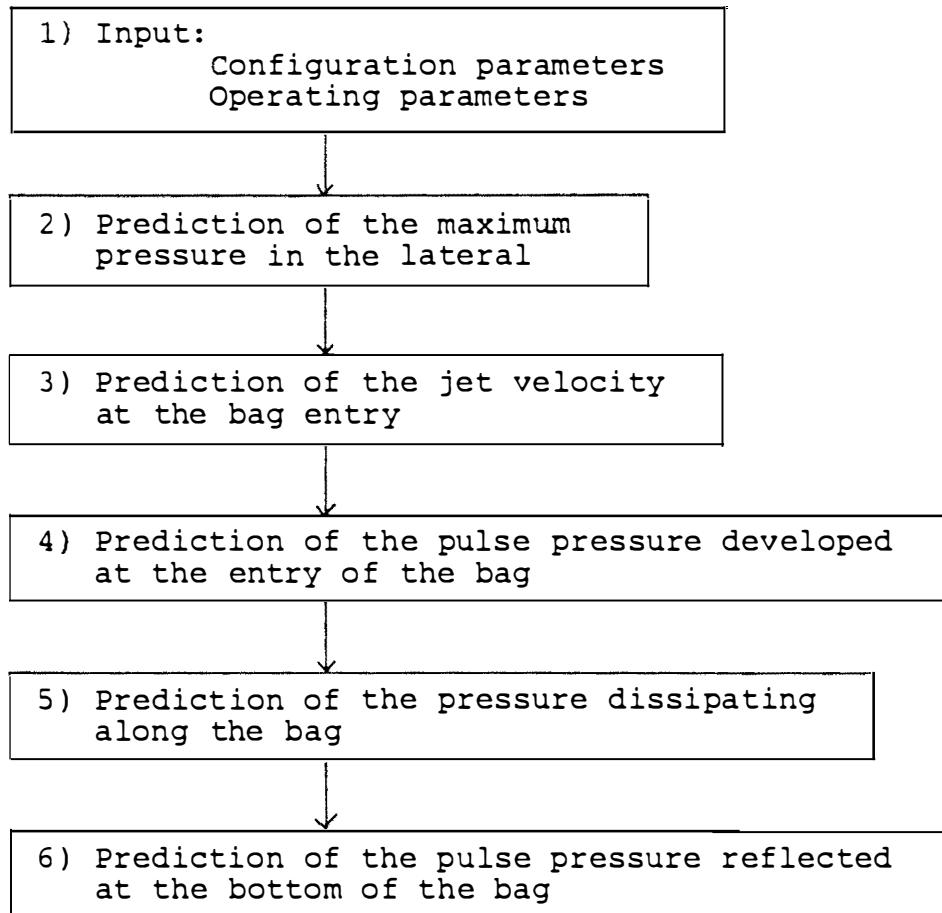 1) Input:
Configuration parameters
Operating parameters
2) Prediction of the maximum
pressure in the lateral
3) Prediction of the jet velocity
at the bag entry
4) Prediction of the pulse pressure developed
at the entry of the bag
5) Prediction of the pressure dissipating
along the bag
6) Prediction of the pulse pressure reflected
at the bottom of the bag